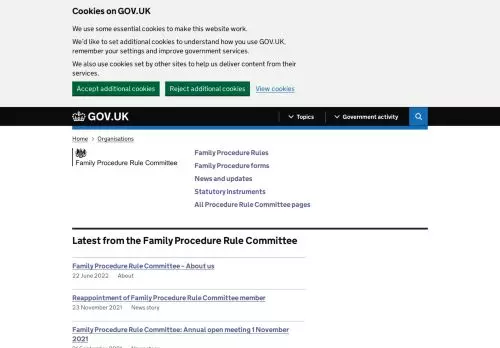 Cookies on GOV.UK
We use some essential cookies to make this website work.
We'd like to set additional cookies to understand how you use GOV.UK,
remember your settings and improve government services.
We also use cookies set by other sites to help us deliver content from their
services.
Accept additional cookies Reject additional cookies View cookies
GOV.UK Topics Government activity
Home Organisations
Family Procedure Rule Committee
Family Procedure Rules
Family Procedure forms
News and updates
Statutory instruments
All Procedure Rule Committee pages
Latest from the Family Procedure Rule Committee
Family Procedure Rule Committee – About us
22 June 2022 About
Reappointment of Family Procedure Rule Committee member
23 November 2021 News story
Family Procedure Rule Committee: Annual open meeting 1 November
2021